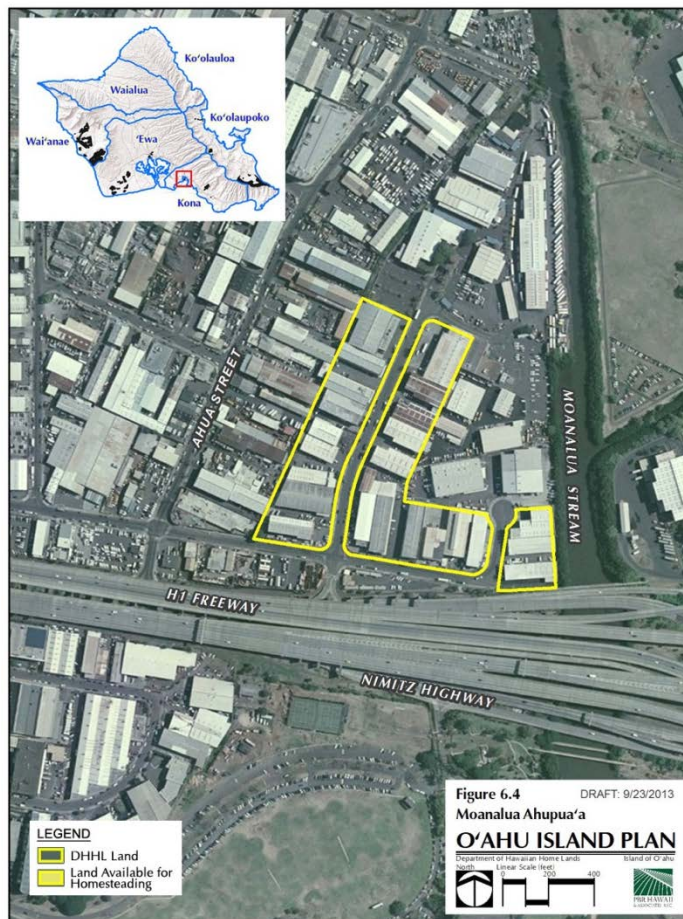 Ko‘olauloa
Waialua
Ko‘olaupoko
Wai‘anae
‘Ewa
Kona
AHUA STREET
MOANALUA STREAM
H1 FREEWAY
NIMITZ HIGHWAY
LEGEND
DHHL Land
Land Available for
Homesteading
Figure 6.4
DRAFT: 9/23/2013
Moanalua Ahupua‘a
O‘AHU ISLAND PLAN
Department of Hawaiian Home Lands
Island of O‘ahu
North
Linear Scale (feet)
0 200 400
PBR HAWAII
& ASSOCIATES, INC.